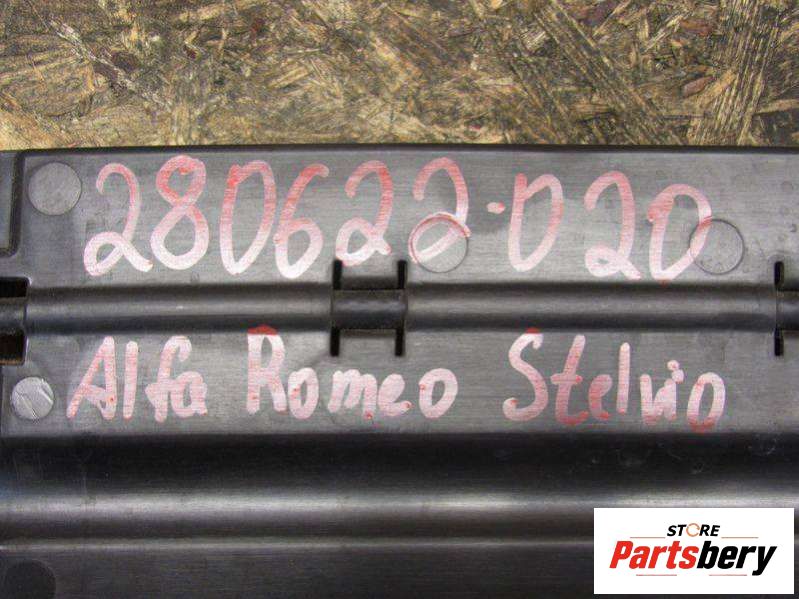 280622-020
Alfa Romeo Stelvio
STORE
Partsbery